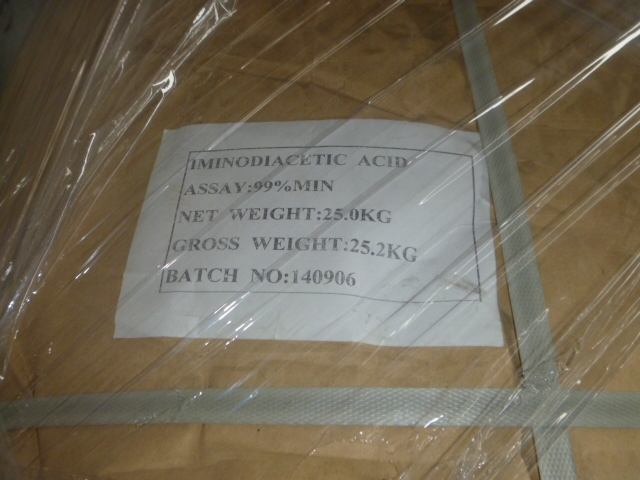 IMINODIACETIC ACID
ASSAY:99%MIN
NET WEIGHT:25.0KG
GROSS WEIGHT:25.2KG
BATCH NO:140906